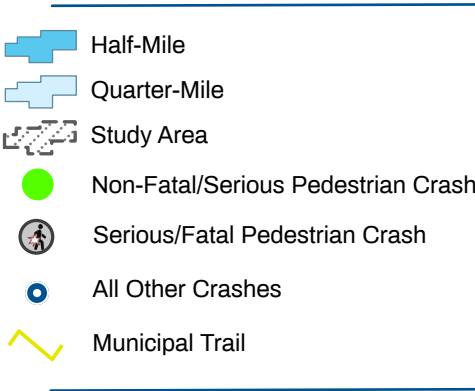 Half-Mile
Quarter-Mile
Study Area
Non-Fatal/Serious Pedestrian Crash
Serious/Fatal Pedestrian Crash
All Other Crashes
Municipal Trail